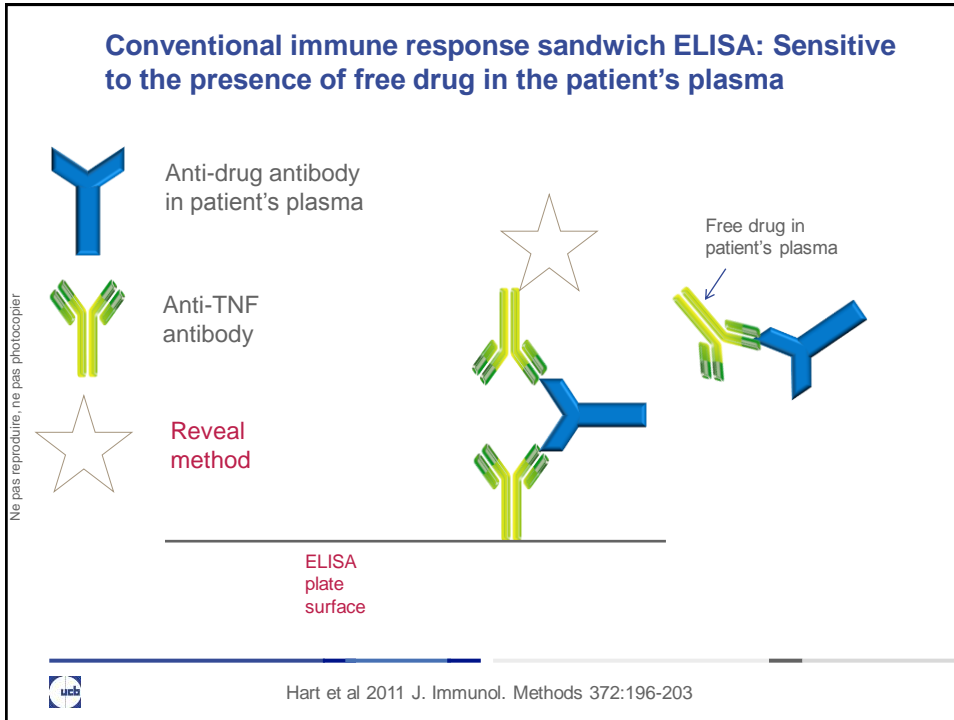 Conventional immune response sandwich ELISA: Sensitive
to the presence of free drug in the patient's plasma
Anti-drug antibody
in patient's plasma
Free drug in
patient's plasma
Anti-TNF
antibody
Ne pas reproduire, ne pas photocopier
Reveal
method
ELISA
plate
surface
ucb
Hart et al 2011 J. Immunol. Methods 372:196-203